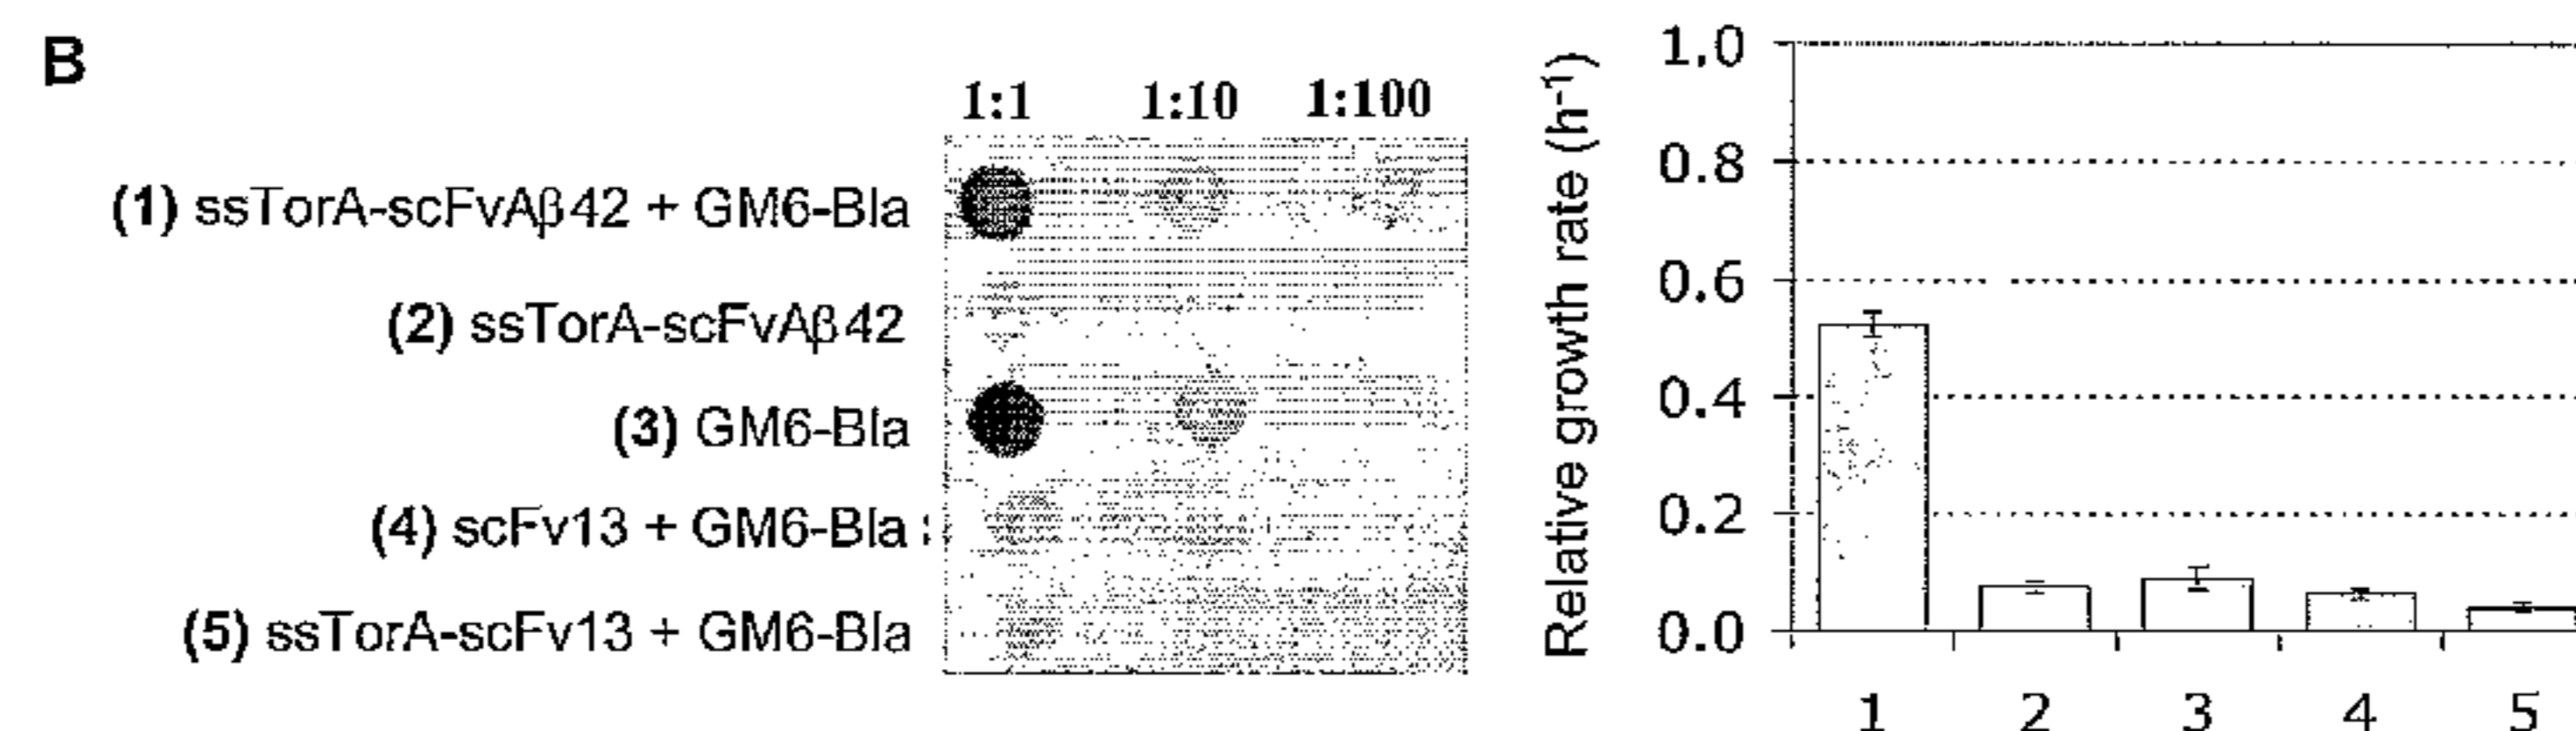 B
1:1 1:10 1:100
(1) ssTorA-scFvAβ42 + GM6-Bla
(2) ssTorA-scFvAβ42
(3) GM6-Bla
(4) scFv13 + GM6-Bla
(5) ssTorA-scFv13 + GM6-Bla
Relative growth rate (h-1)
1.0
0.8
0.6
0.4
0.2
0.0
1 2 3 4 5